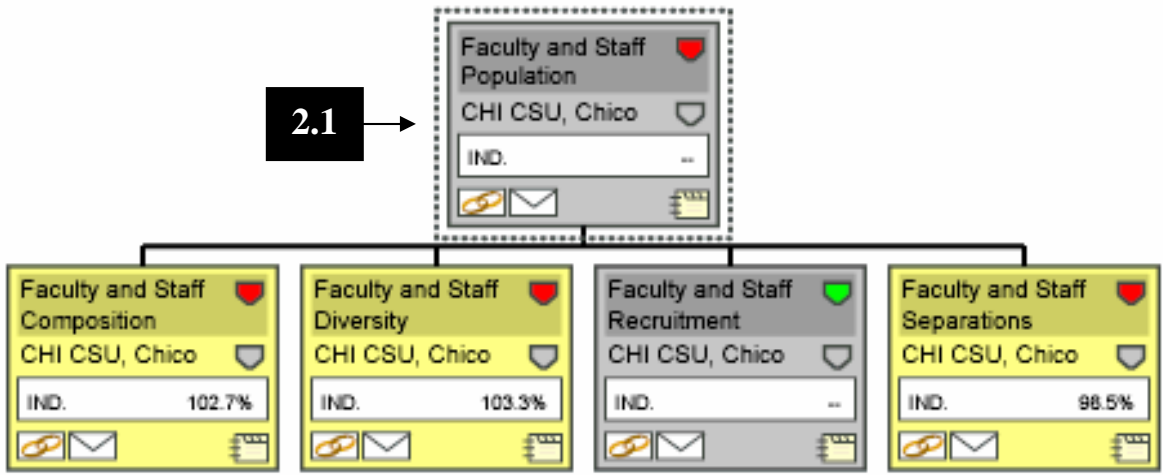 Faculty and Staff
Population
CHI CSU, Chico
IND. --
2.1
Faculty and Staff
Composition
CHI CSU, Chico
IND. 102.7%
Faculty and Staff
Diversity
CHI CSU, Chico
IND. 103.3%
Faculty and Staff
Recruitment
CHI CSU, Chico
IND. --
Faculty and Staff
Separations
CHI CSU, Chico
IND. 98.5%